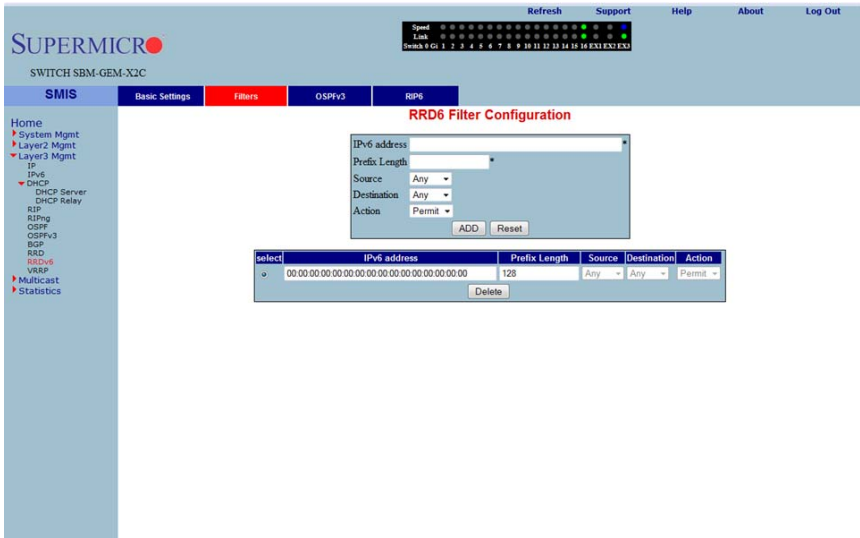 Refresh Support Help About Log Out
Speed
Link
Switch 0 Gi 1 2 3 4 5 6 7 8 9 10 11 12 13 14 15 16 EX1 EX2 EX3
SUPERMICRO
SWITCH SBM-GEM-X2C
SMIS
Basic Settings Filters OSPFv3 RIP6
Home
System Mgmt
Layer2 Mgmt
Layer3 Mgmt
IP
IPv6
DHCP
DHCP Server
DHCP Relay
RIP
RIPng
OSPF
OSPFv3
BGP
RRD
RRDv6
VRRP
Multicast
Statistics
RRD6 Filter Configuration
IPv6 address *
Prefix Length *
Source Any
Destination Any
Action Permit
ADD Reset
select IPv6 address Prefix Length Source Destination Action
00:00:00:00:00:00:00:00:00:00:00:00:00:00:00:00 128 Any Any Permit
Delete